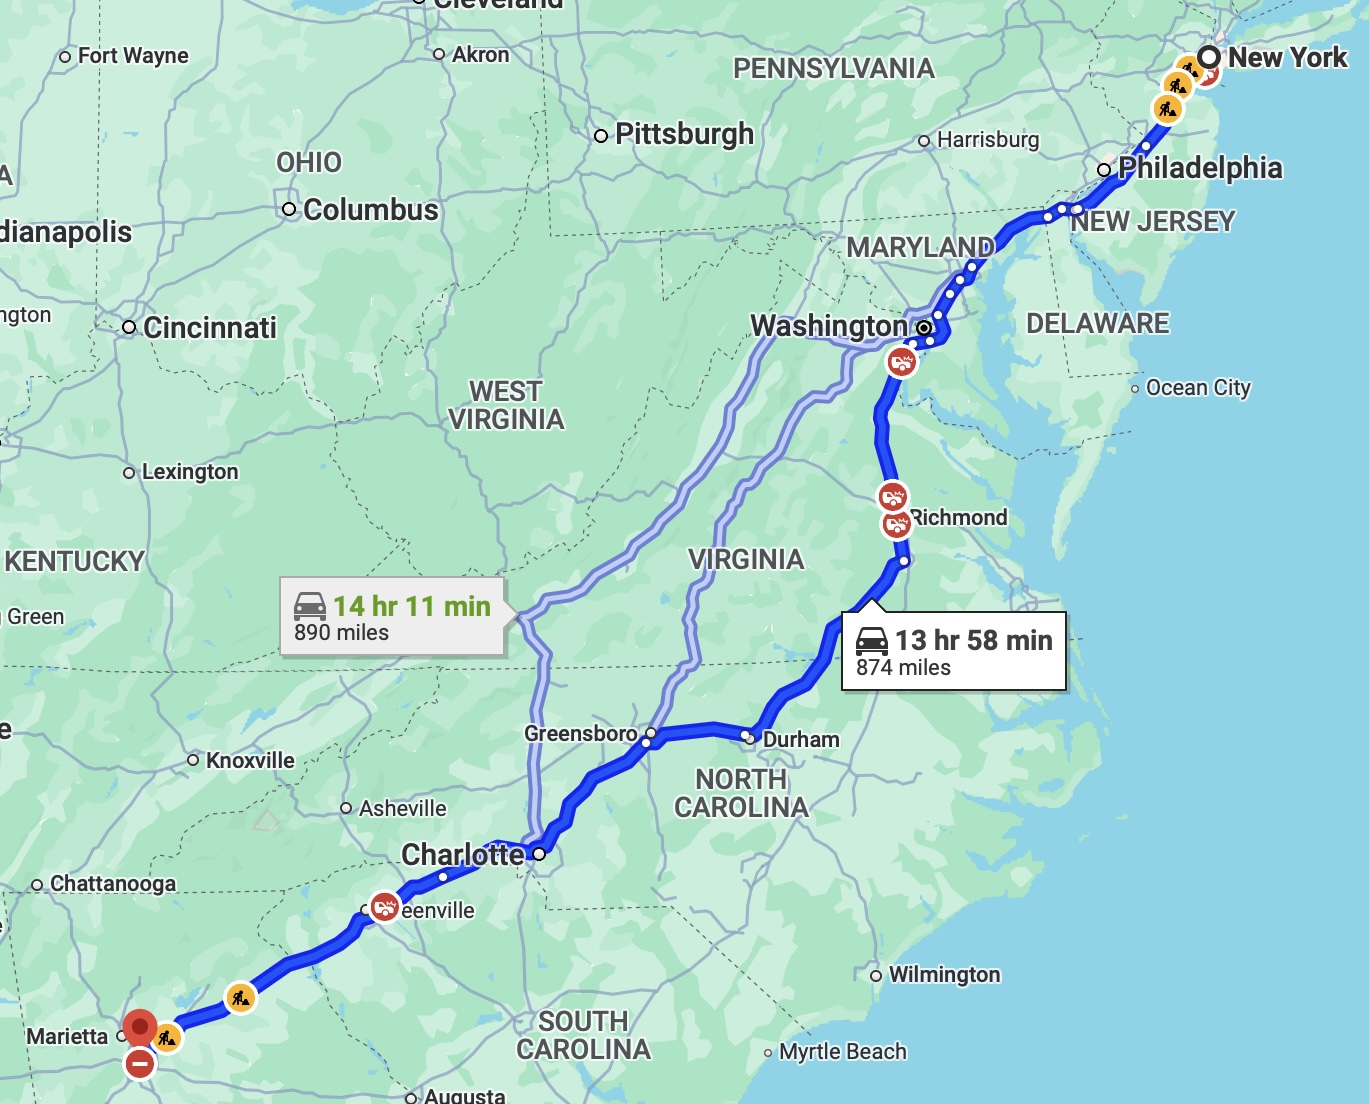 Cleveland
Fort Wayne
Akron
PENNSYLVANIA
New York
Pittsburgh
Harrisburg
OHIO
Philadelphia
A
Columbus
NEW JERSEY
dianapolis
MARYLAND
ngton
Cincinnati
Washington
DELAWARE
WEST
VIRGINIA
Ocean City
Lexington
Richmond
KENTUCKY
VIRGINIA
14 hr 11 min
890 miles
Green
13 hr 58 min
874 miles
e
Greensboro
Durham
Knoxville
NORTH
CAROLINA
Asheville
Charlotte
Chattanooga
eenville
e
Wilmington
Marietta
SOUTH
CAROLINA
Myrtle Beach
Augusta